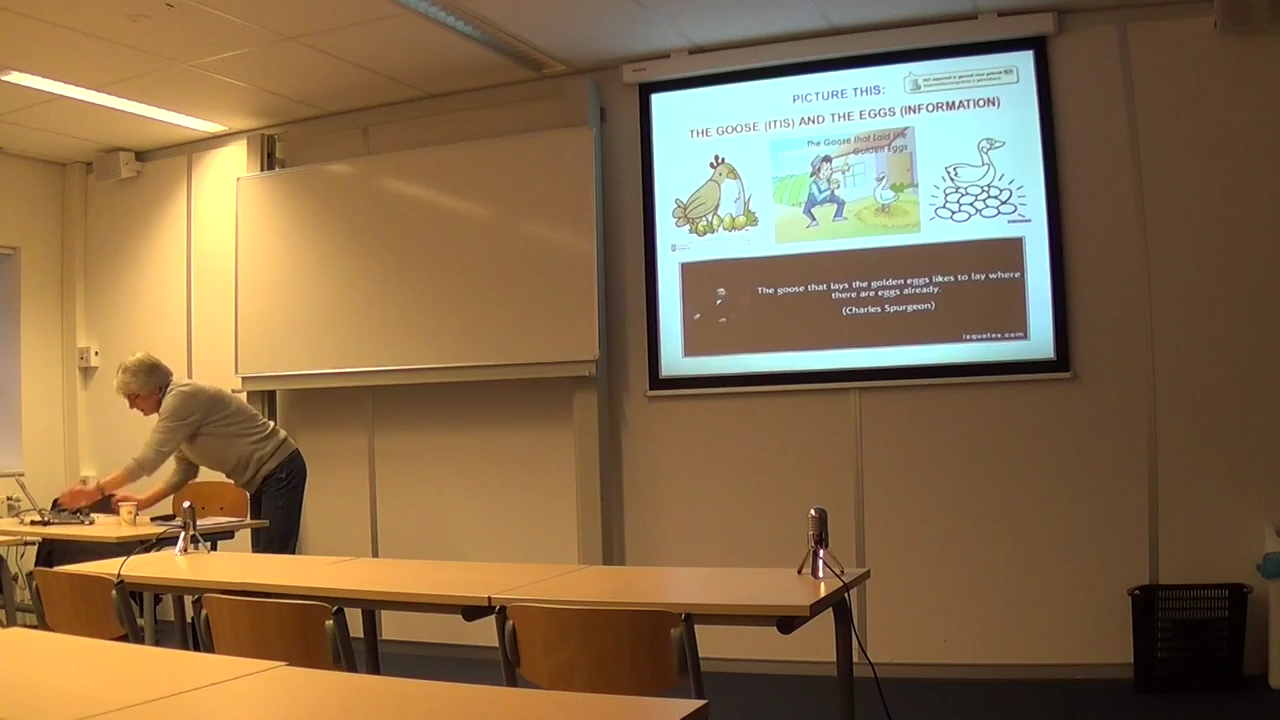 PICTURE THIS:
THE GOOSE (ITIS) AND THE EGGS (INFORMATION)
The Goose that Laid the
Golden Eggs
The goose that lays the golden eggs likes to lay where
there are eggs already.
(Charles Spurgeon)
izquotes.com